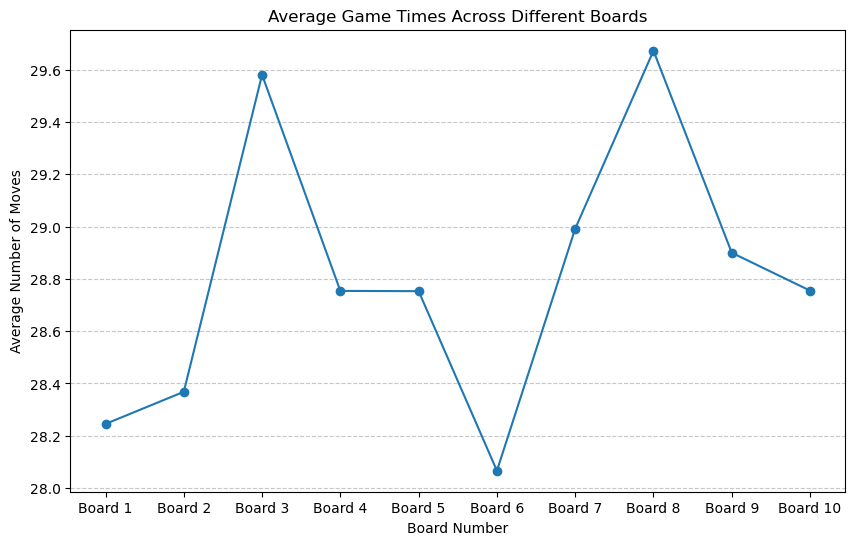 Average Game Times Across Different Boards
Average Number of Moves
29.6
29.4
29.2
29.0
28.8
28.6
28.4
28.2
28.0
Board 1 Board 2 Board 3 Board 4 Board 5 Board 6 Board 7 Board 8 Board 9 Board 10
Board Number